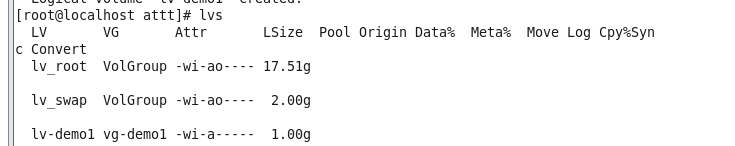 Logical volume "lv-demo1" created.
[root@localhost attt]# lvs
  LV       VG       Attr       LSize  Pool Origin Data%  Meta%  Move Log Cpy%Syn
c Convert
  lv_root  VolGroup -wi-ao---- 17.51g
  lv_swap  VolGroup -wi-ao----  2.00g
  lv-demo1 vg-demo1 -wi-a-----  1.00g